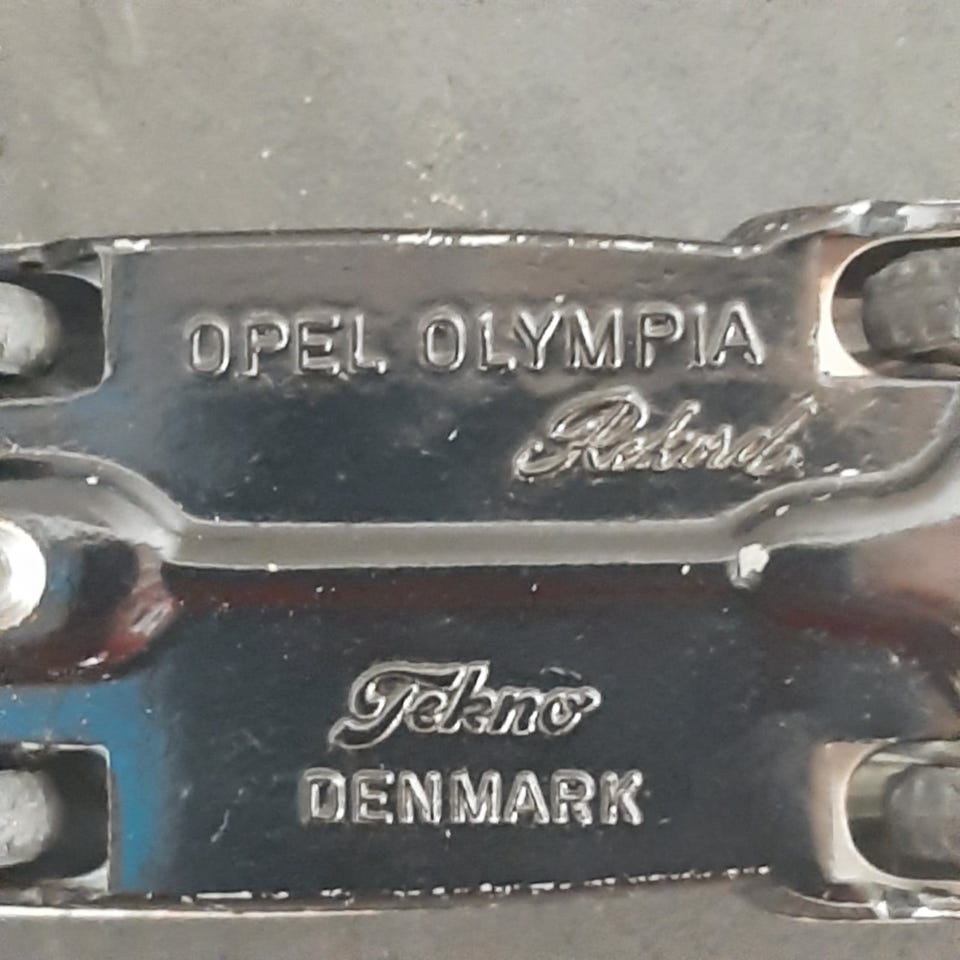 OPEL OLYMPIA
Rekord
Tekno
DENMARK